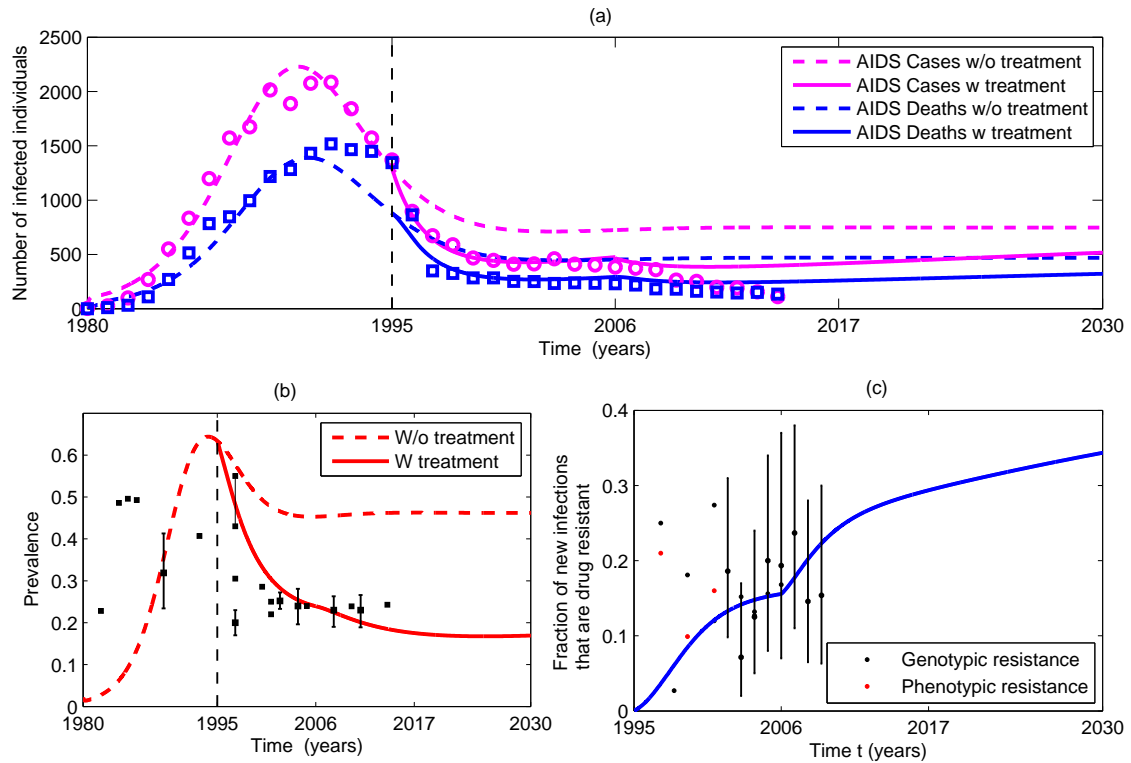 (a)
Number of infected individuals
2500
2000
1500
1000
500
0
1980
1995
2006
2017
2030
Time (years)
AIDS Cases w/o treatment
AIDS Cases w treatment
AIDS Deaths w/o treatment
AIDS Deaths w treatment
(b)
Prevalence
0.6
0.5
0.4
0.3
0.2
0.1
0
1980
1995
2006
2017
2030
Time (years)
W/o treatment
W treatment
(c)
Fraction of new infections
that are drug resistant
0.4
0.3
0.2
0.1
0
1995
2006
2017
2030
Time t (years)
Genotypic resistance
Phenotypic resistance